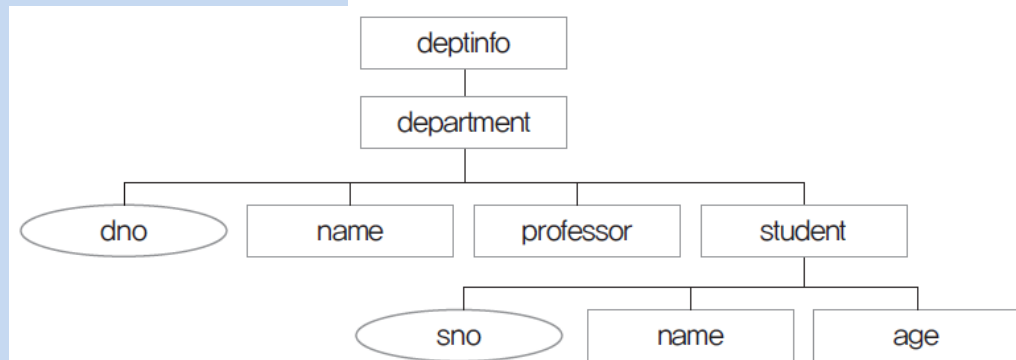 deptinfo
department
dno name professor student
sno name age